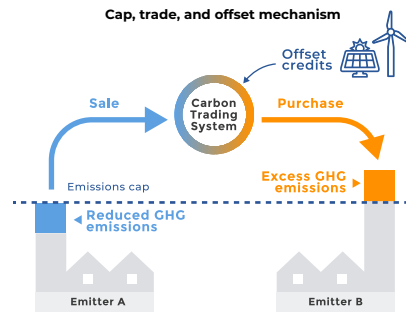 Cap, trade, and offset mechanism
Offset
credits
Sale
Carbon
Trading
System
Purchase
Emissions cap
Excess GHG
emissions
Reduced GHG
emissions
Emitter A
Emitter B